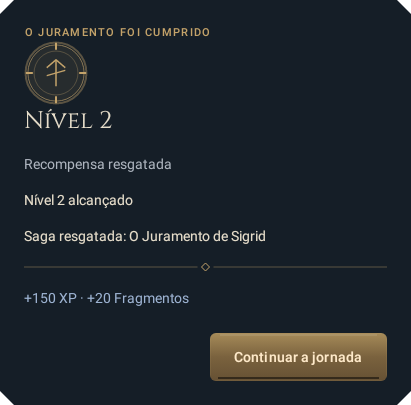 O JURAMENTO FOI CUMPRIDO
Nível 2
Recompensa resgatada
Nível 2 alcançado
Saga resgatada: O Juramento de Sigrid
+150 XP · +20 Fragmentos
Continuar a jornada